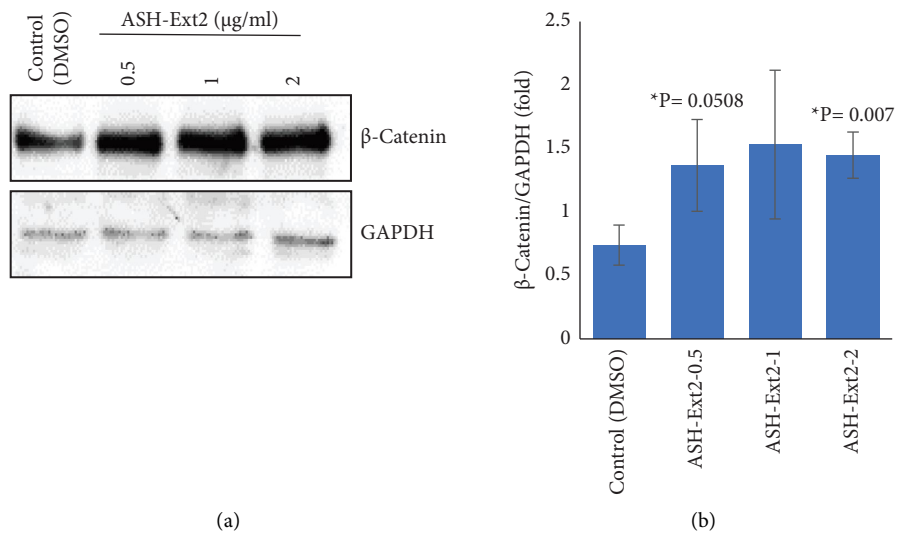 Control
(DMSO)
ASH-Ext2 (µg/ml)
0.5
1
2
β-Catenin
GAPDH
(a)
β-Catenin/GAPDH (fold)
2.5
2
1.5
1
0.5
0
*P= 0.0508
*P= 0.007
Control (DMSO)
ASH-Ext2-0.5
ASH-Ext2-1
ASH-Ext2-2
(b)